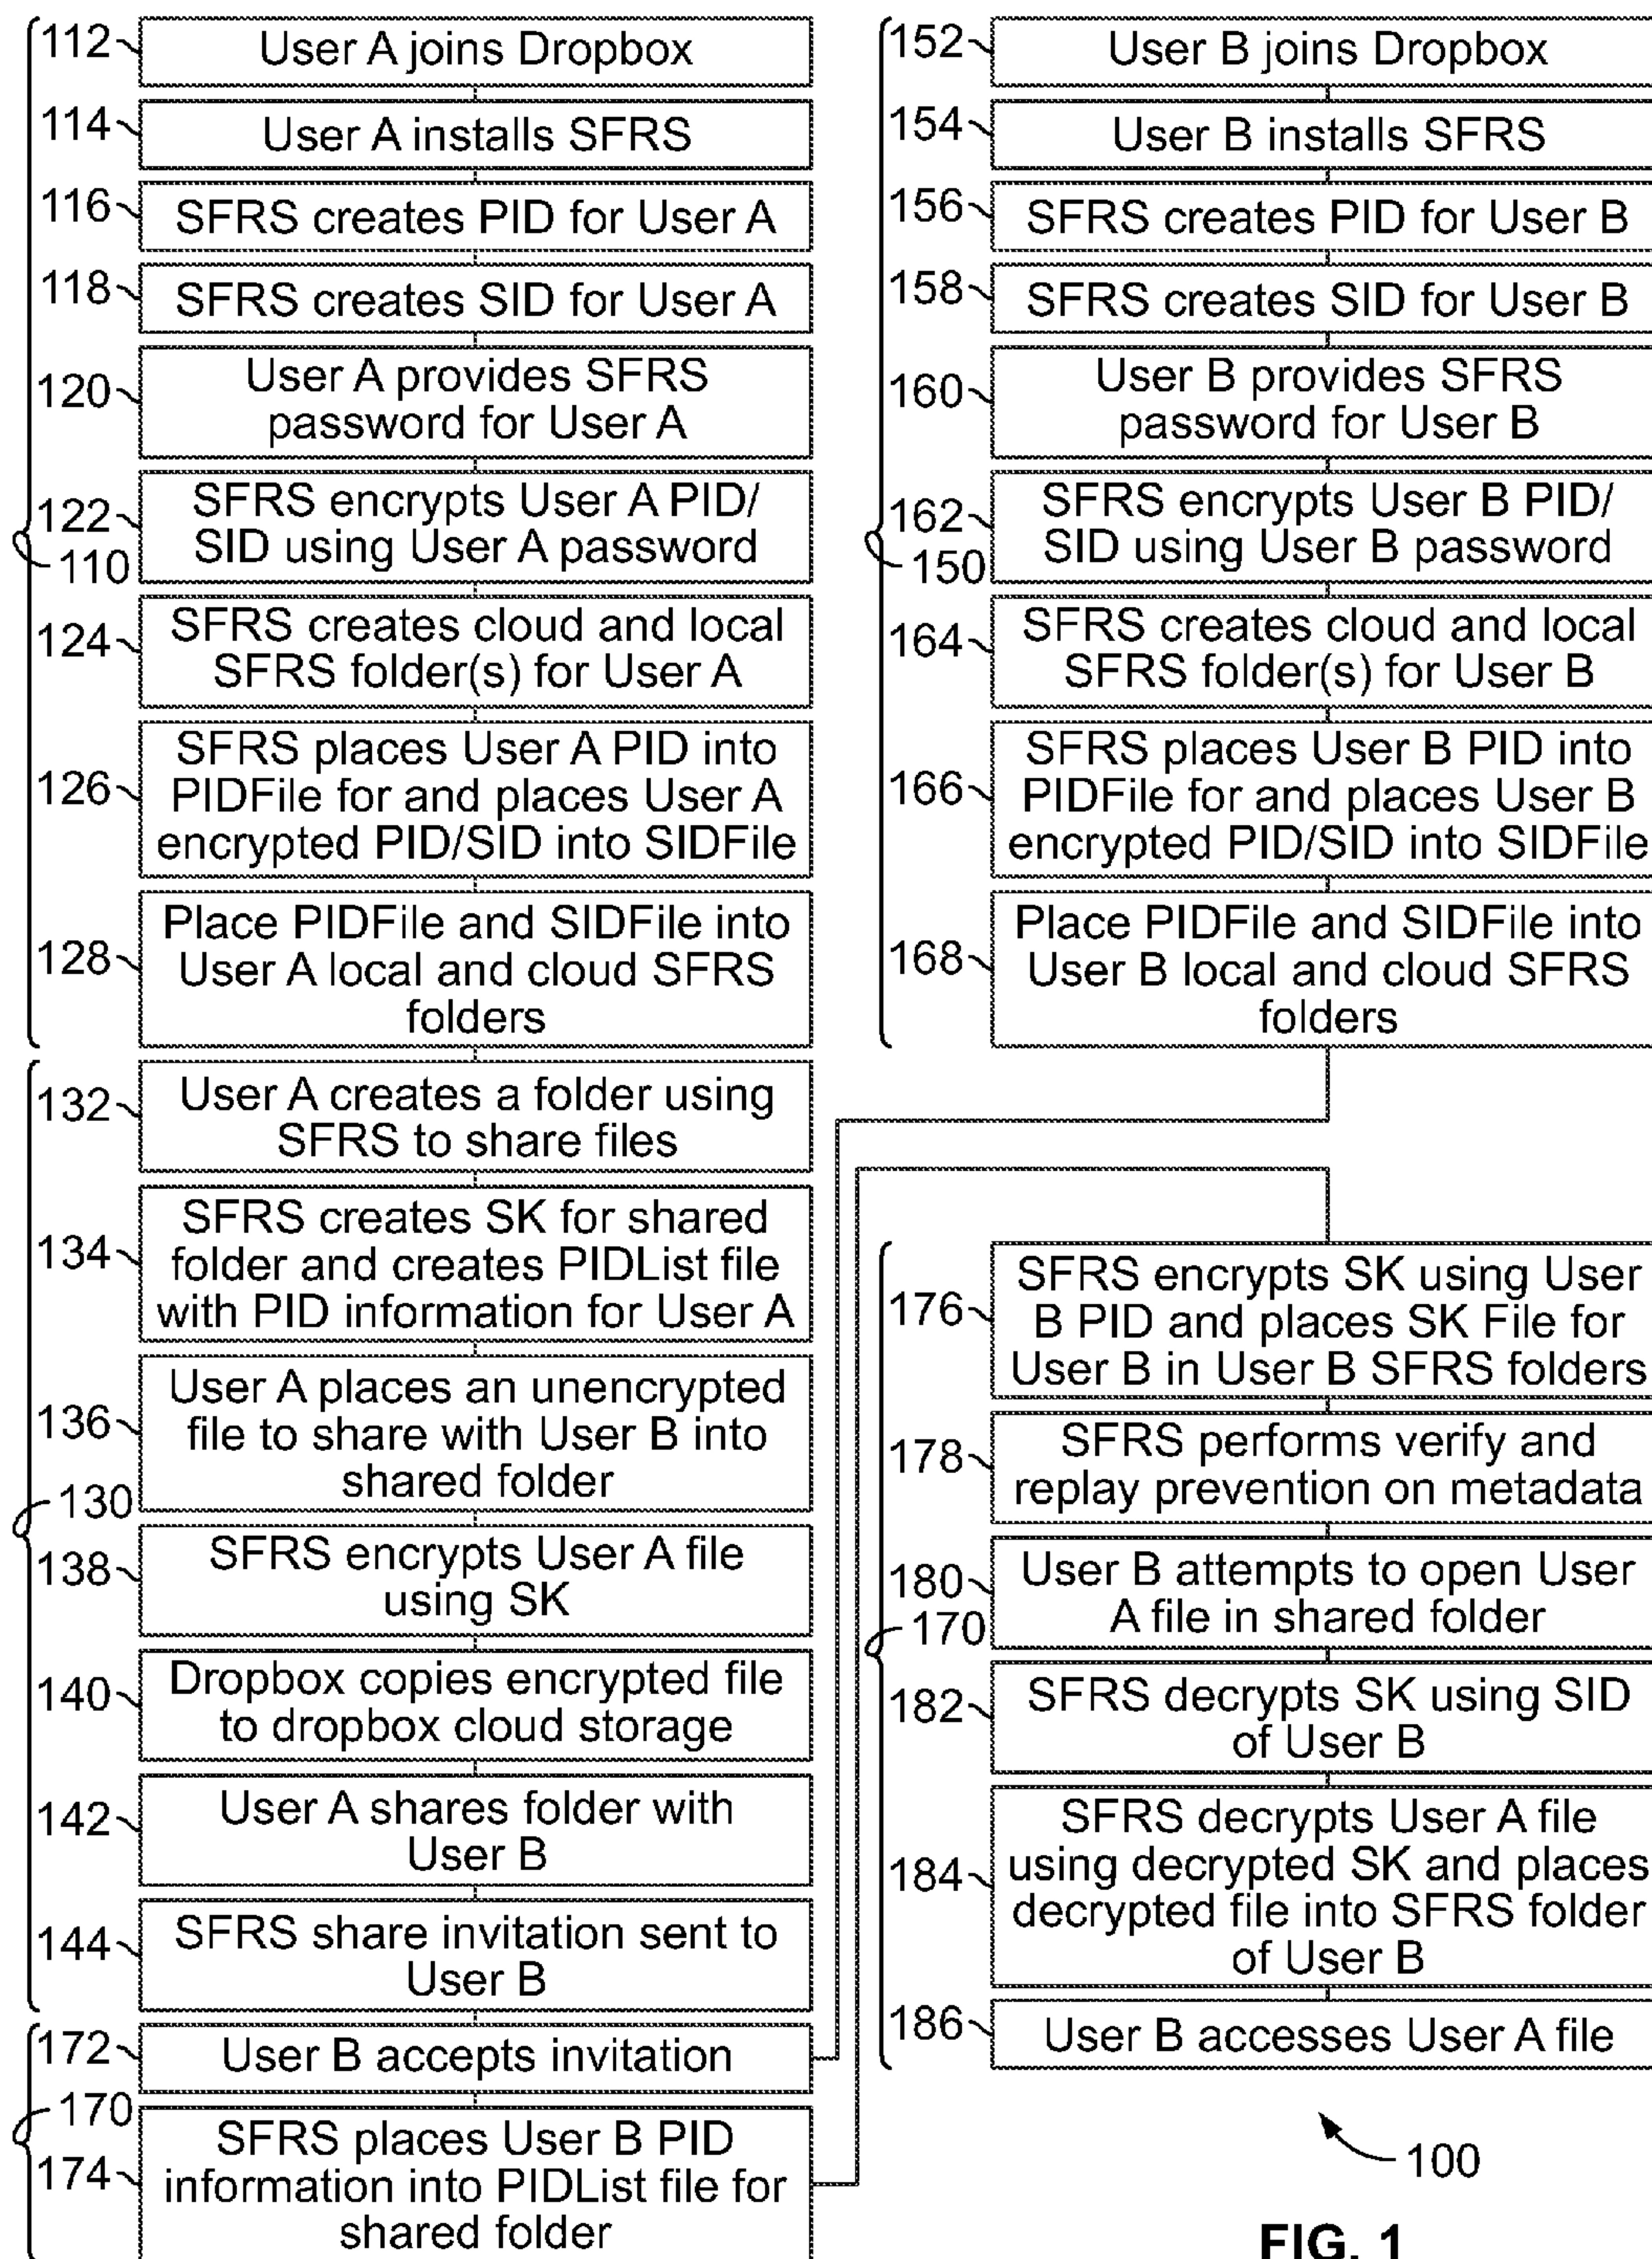 112
User A joins Dropbox
114
User A installs SFRS
116
SFRS creates PID for User A
118
SFRS creates SID for User A
120
User A provides SFRS
password for User A
122
SFRS encrypts User A PID/
SID using User A password
110
124
SFRS creates cloud and local
SFRS folder(s) for User A
126
SFRS places User A PID into
PIDFile for and places User A
encrypted PID/SID into SIDFile
128
Place PIDFile and SIDFile into
User A local and cloud SFRS
folders
132
User A creates a folder using
SFRS to share files
134
SFRS creates SK for shared
folder and creates PIDList file
with PID information for User A
136
User A places an unencrypted
file to share with User B into
shared folder
130
138
SFRS encrypts User A file
using SK
140
Dropbox copies encrypted file
to dropbox cloud storage
142
User A shares folder with
User B
144
SFRS share invitation sent to
User B
172
User B accepts invitation
170
174
SFRS places User B PID
information into PIDList file for
shared folder
152
User B joins Dropbox
154
User B installs SFRS
156
SFRS creates PID for User B
158
SFRS creates SID for User B
160
User B provides SFRS
password for User B
162
SFRS encrypts User B PID/
SID using User B password
150
164
SFRS creates cloud and local
SFRS folder(s) for User B
166
SFRS places User B PID into
PIDFile for and places User B
encrypted PID/SID into SIDFile
168
Place PIDFile and SIDFile into
User B local and cloud SFRS
folders
176
SFRS encrypts SK using User
B PID and places SK File for
User B in User B SFRS folders
178
SFRS performs verify and
replay prevention on metadata
180
User B attempts to open User
A file in shared folder
170
182
SFRS decrypts SK using SID
of User B
184
SFRS decrypts User A file
using decrypted SK and places
decrypted file into SFRS folder
of User B
186
User B accesses User A file
100
FIG. 1